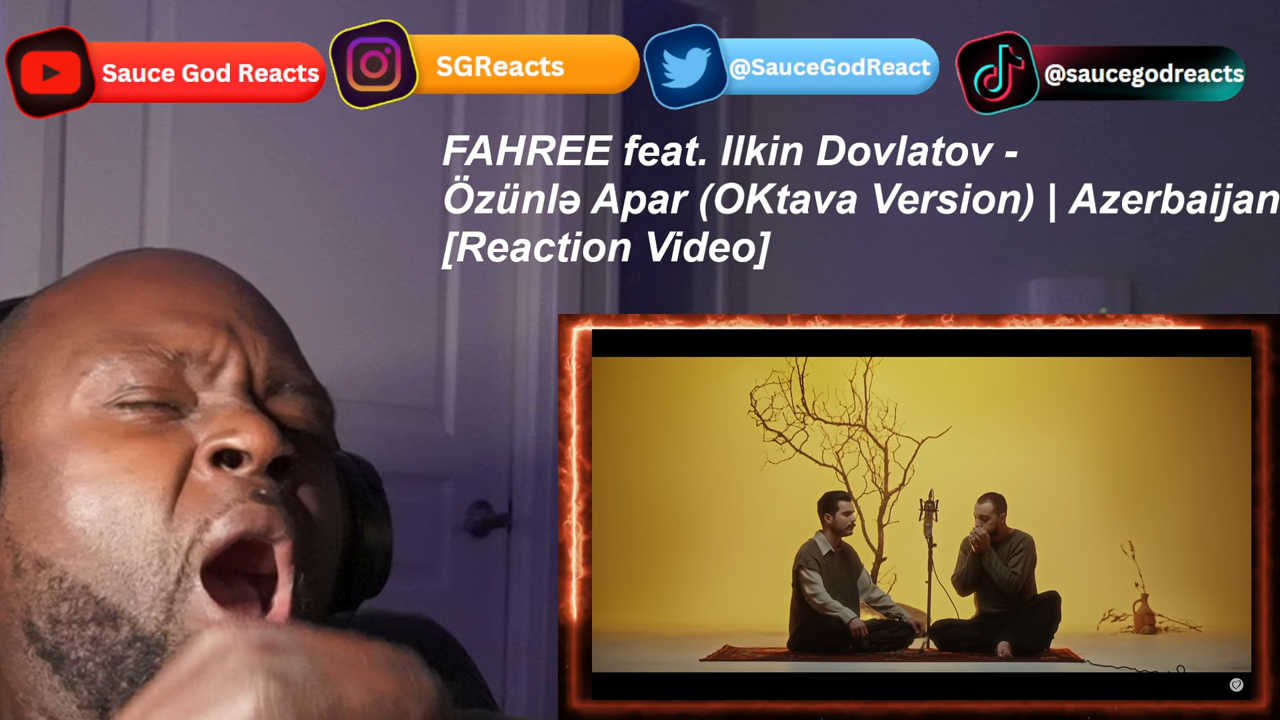 Sauce God Reacts
SGReacts
@SauceGodReact
@saucegodreacts
FAHREE feat. Ilkin Dovlatov -
Özünlə Apar (OKtava Version) | Azerbaijan
[Reaction Video]